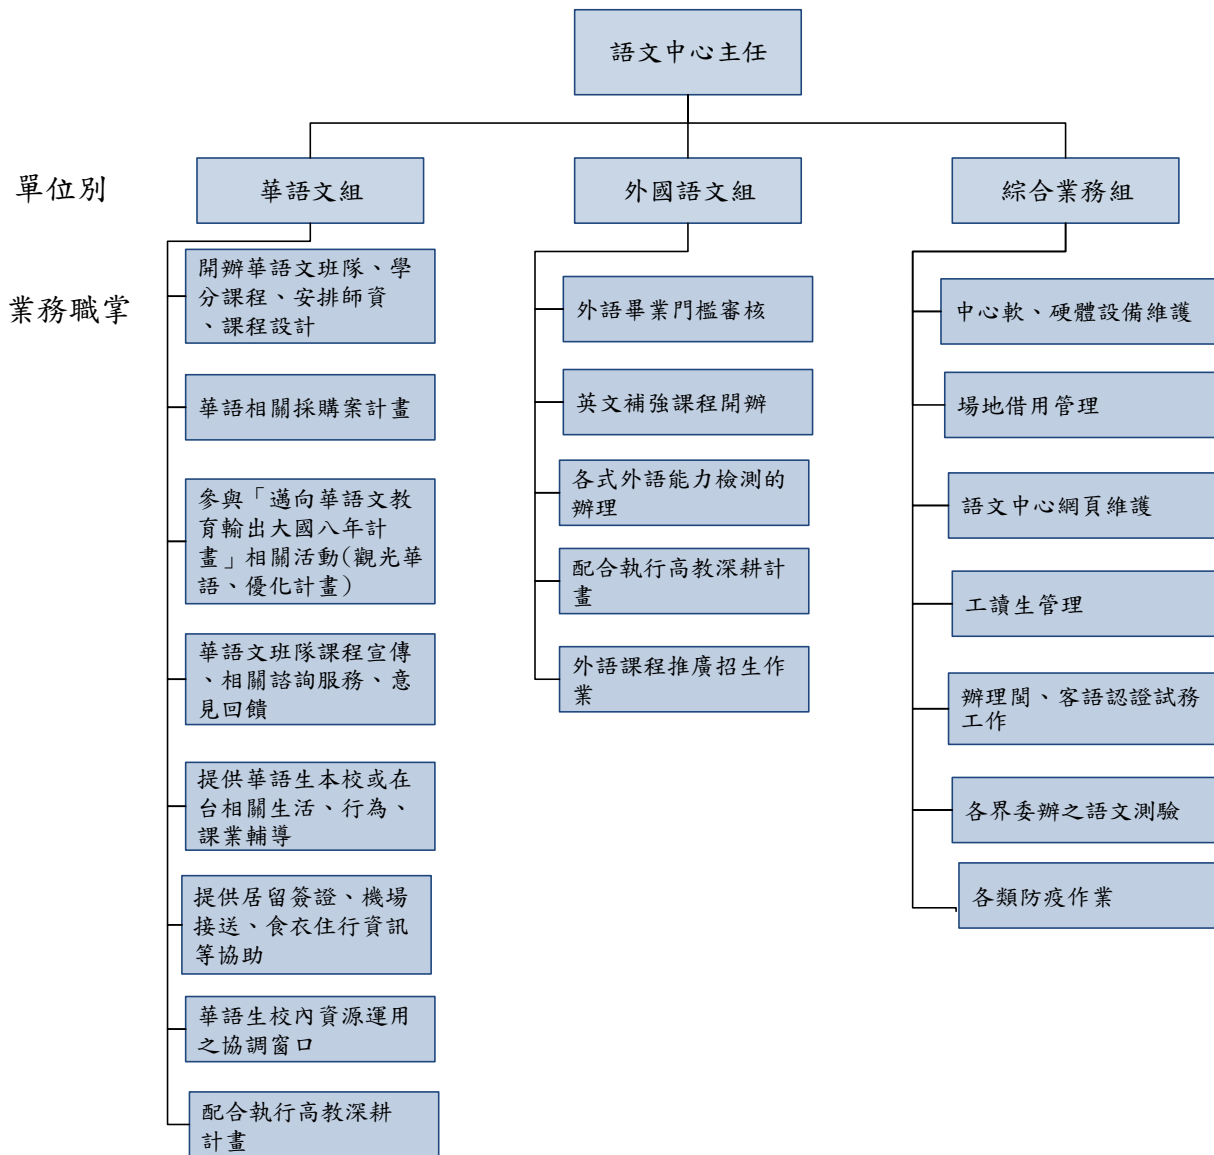 語文中心主任
單位別
華語文組
外國語文組
綜合業務組
業務職掌
開辦華語文班隊、學
分課程、安排師資
、課程設計
華語相關採購案計畫
參與「邁向華語文教
育輸出大國八年計
畫」相關活動(觀光華
語、優化計畫)
華語文班隊課程宣傳
、相關諮詢服務、意
見回饋
提供華語生本校或在
台相關生活、行為、
課業輔導
提供居留簽證、機場
接送、食衣住行資訊
等協助
華語生校內資源運用
之協調窗口
配合執行高教深耕
計畫
外語畢業門檻審核
英文補強課程開辦
各式外語能力檢測的
辦理
配合執行高教深耕計
畫
外語課程推廣招生作
業
中心軟、硬體設備維護
場地借用管理
語文中心網頁維護
工讀生管理
辦理閩、客語認證試務
工作
各界委辦之語文測驗
各類防疫作業